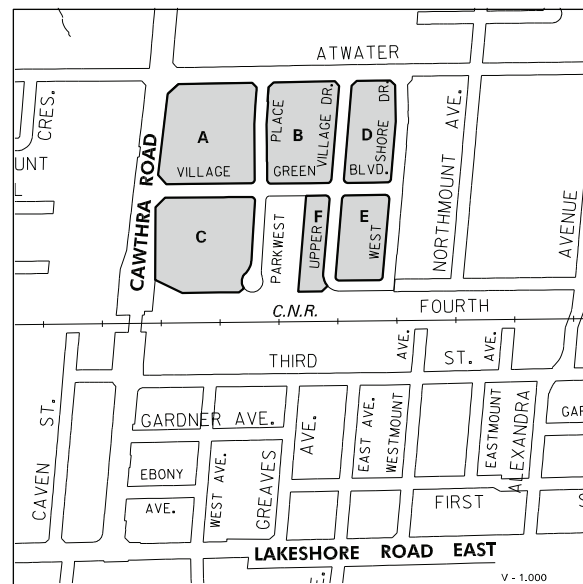 ATWATER
CRES.
UNT
L
CAWTHRA ROAD
A
B
D
PLACE
VILLAGE DR.
SHORE DR.
VILLAGE GREEN BLVD.
NORTHMOUNT AVE.
AVENUE
C
PARKWEST
F
UPPER
E
WEST
C.N.R.
FOURTH
THIRD ST.
AVE.
AVE.
CAVEN ST.
GARDNER AVE.
GAR
EBONY
AVE.
WEST AVE.
GREAVES
AVE.
EAST AVE.
WESTMOUNT
EASTMOUNT
ALEXANDRA
FIRST
S
LAKESHORE ROAD EAST
V - 1.000